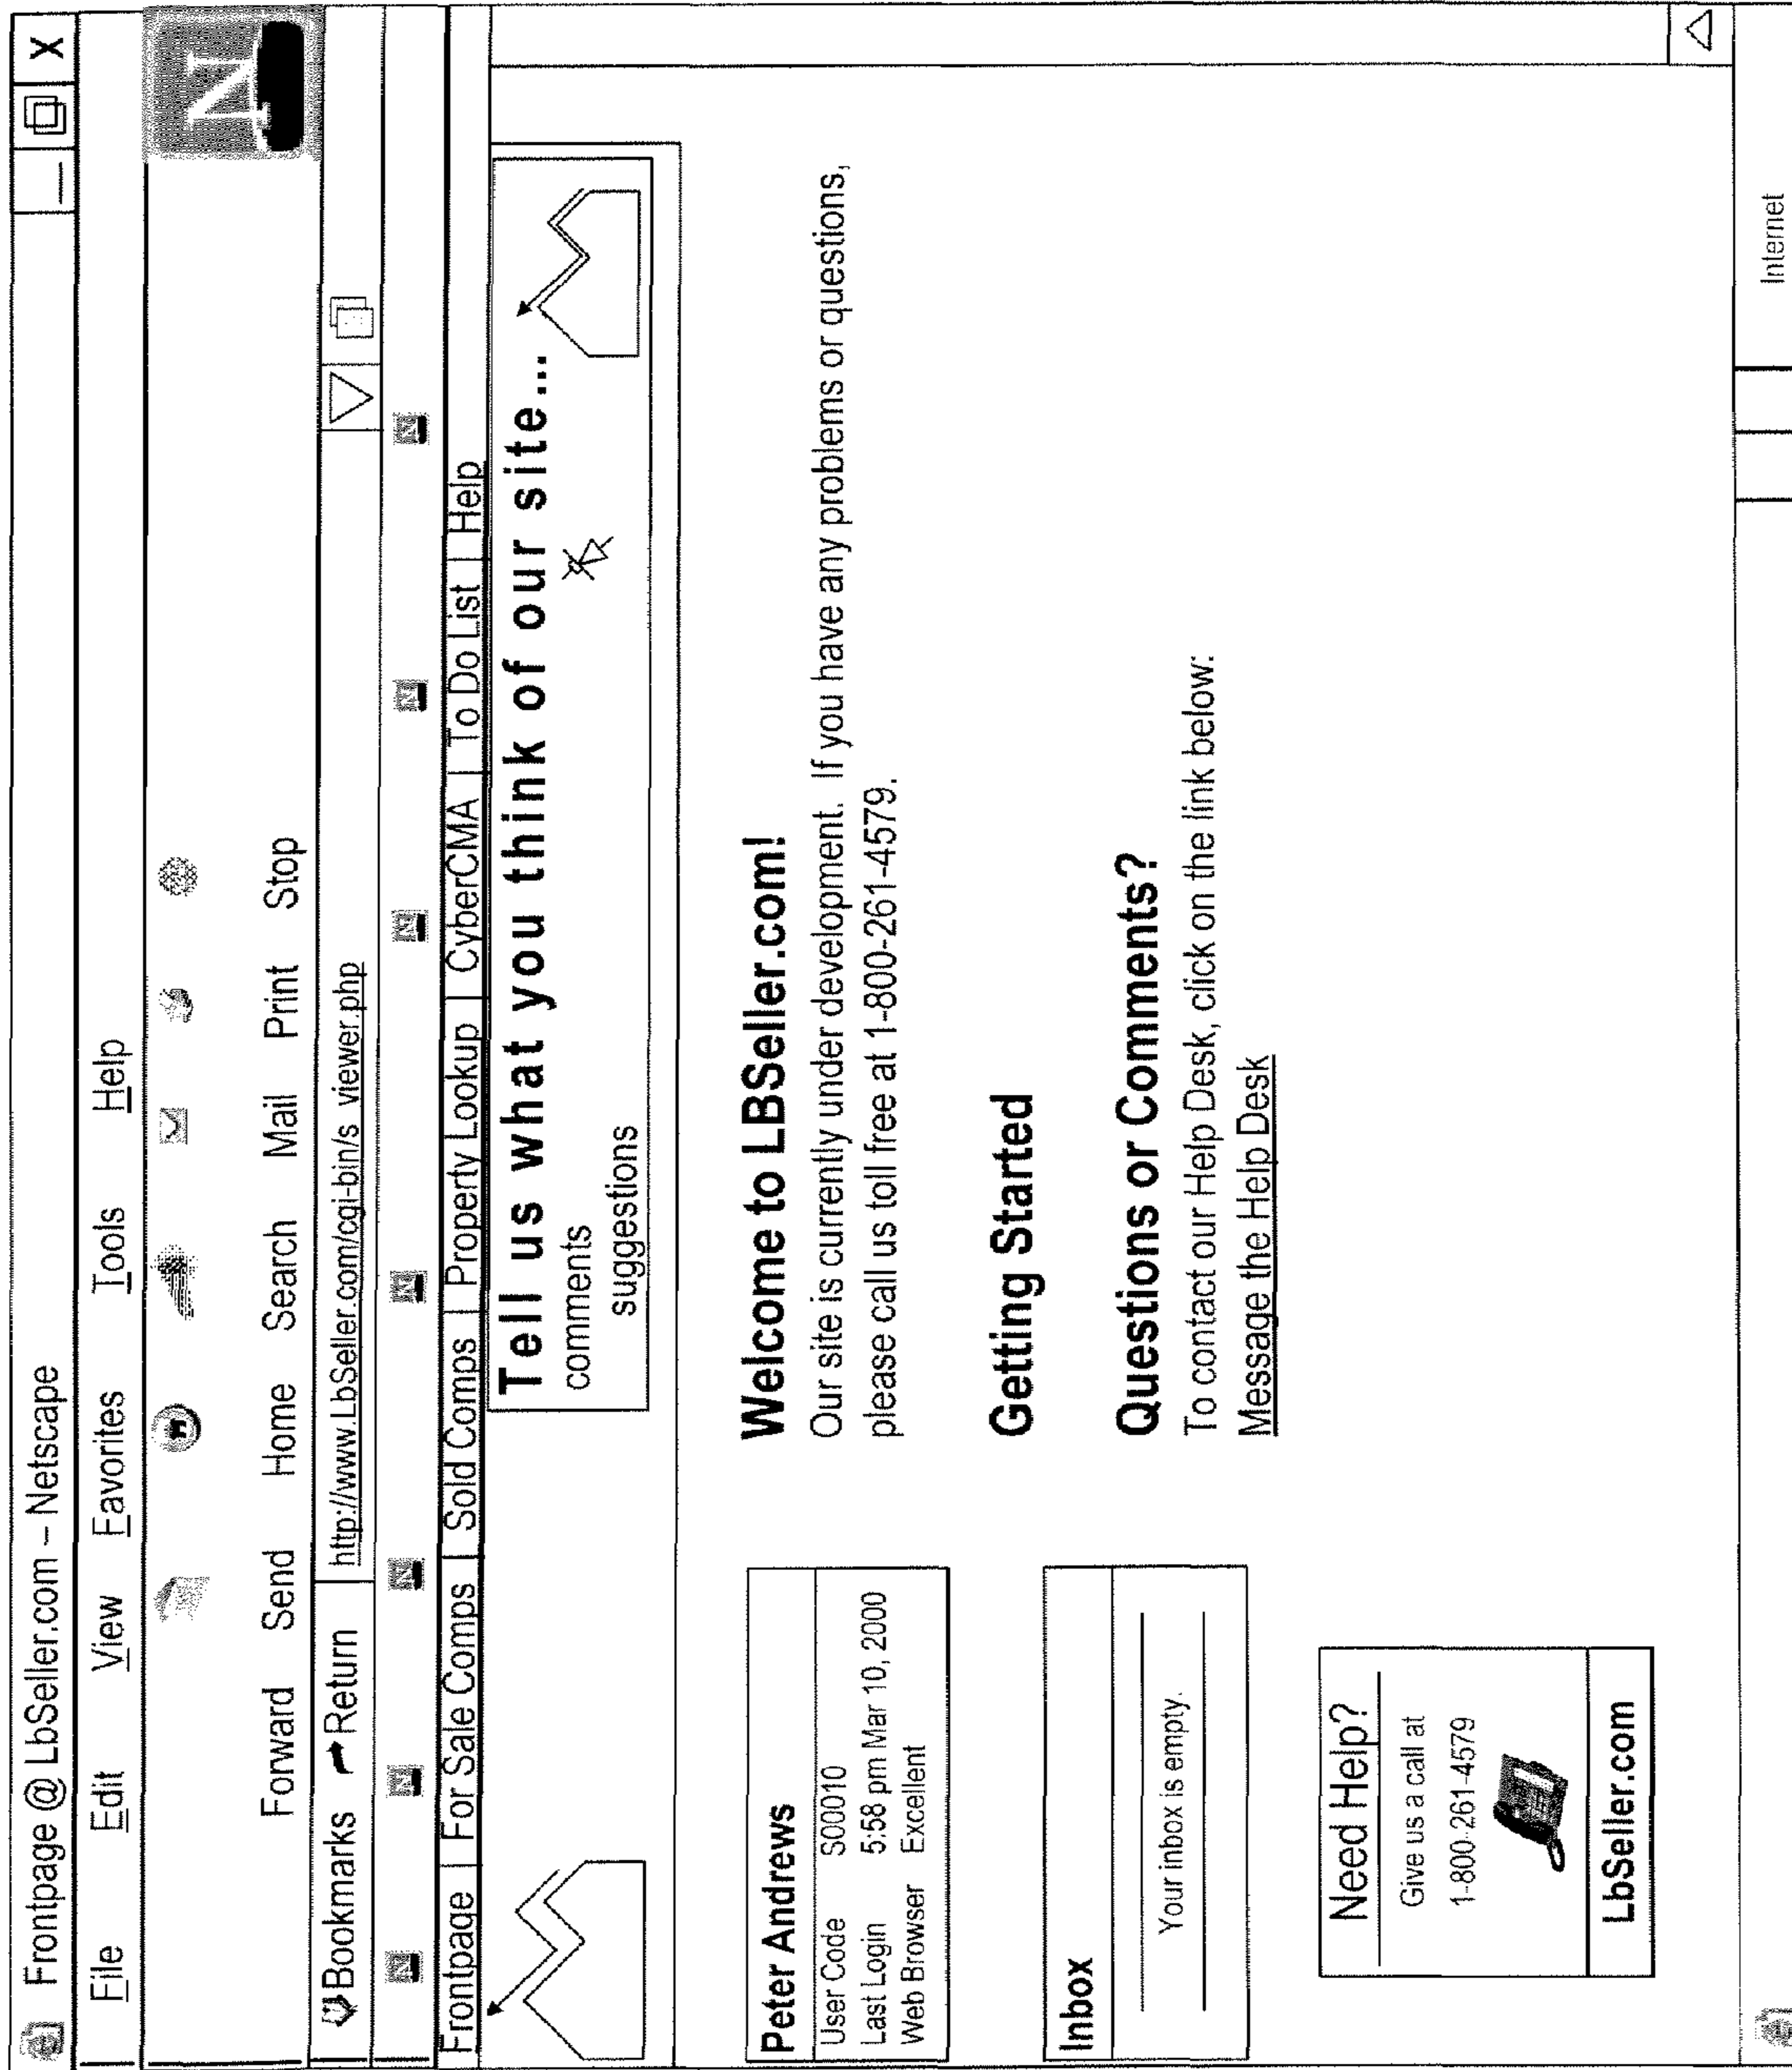 Frontpage @ LbSeller.com – Netscape
_ X
File Edit View Favorites Tools Help
N
Forward Send Home Search Mail Print Stop
Bookmarks Return http://www.LbSeller.com/cgi-bin/s viewer.php
N N N N N N N
Frontpage For Sale Comps Sold Comps Property Lookup CyberCMA To Do List Help
Tell us what you think of our site...
comments
suggestions
Peter Andrews
User Code S00010
Last Login 5:58 pm Mar 10, 2000
Web Browser Excellent
Inbox
Your inbox is empty.
Need Help?
Give us a call at
1-800-261-4579
LbSeller.com
Welcome to LBSeller.com!
Our site is currently under development. If you have any problems or questions,
please call us toll free at 1-800-261-4579.
Getting Started
Questions or Comments?
To contact our Help Desk, click on the link below:
Message the Help Desk
Internet